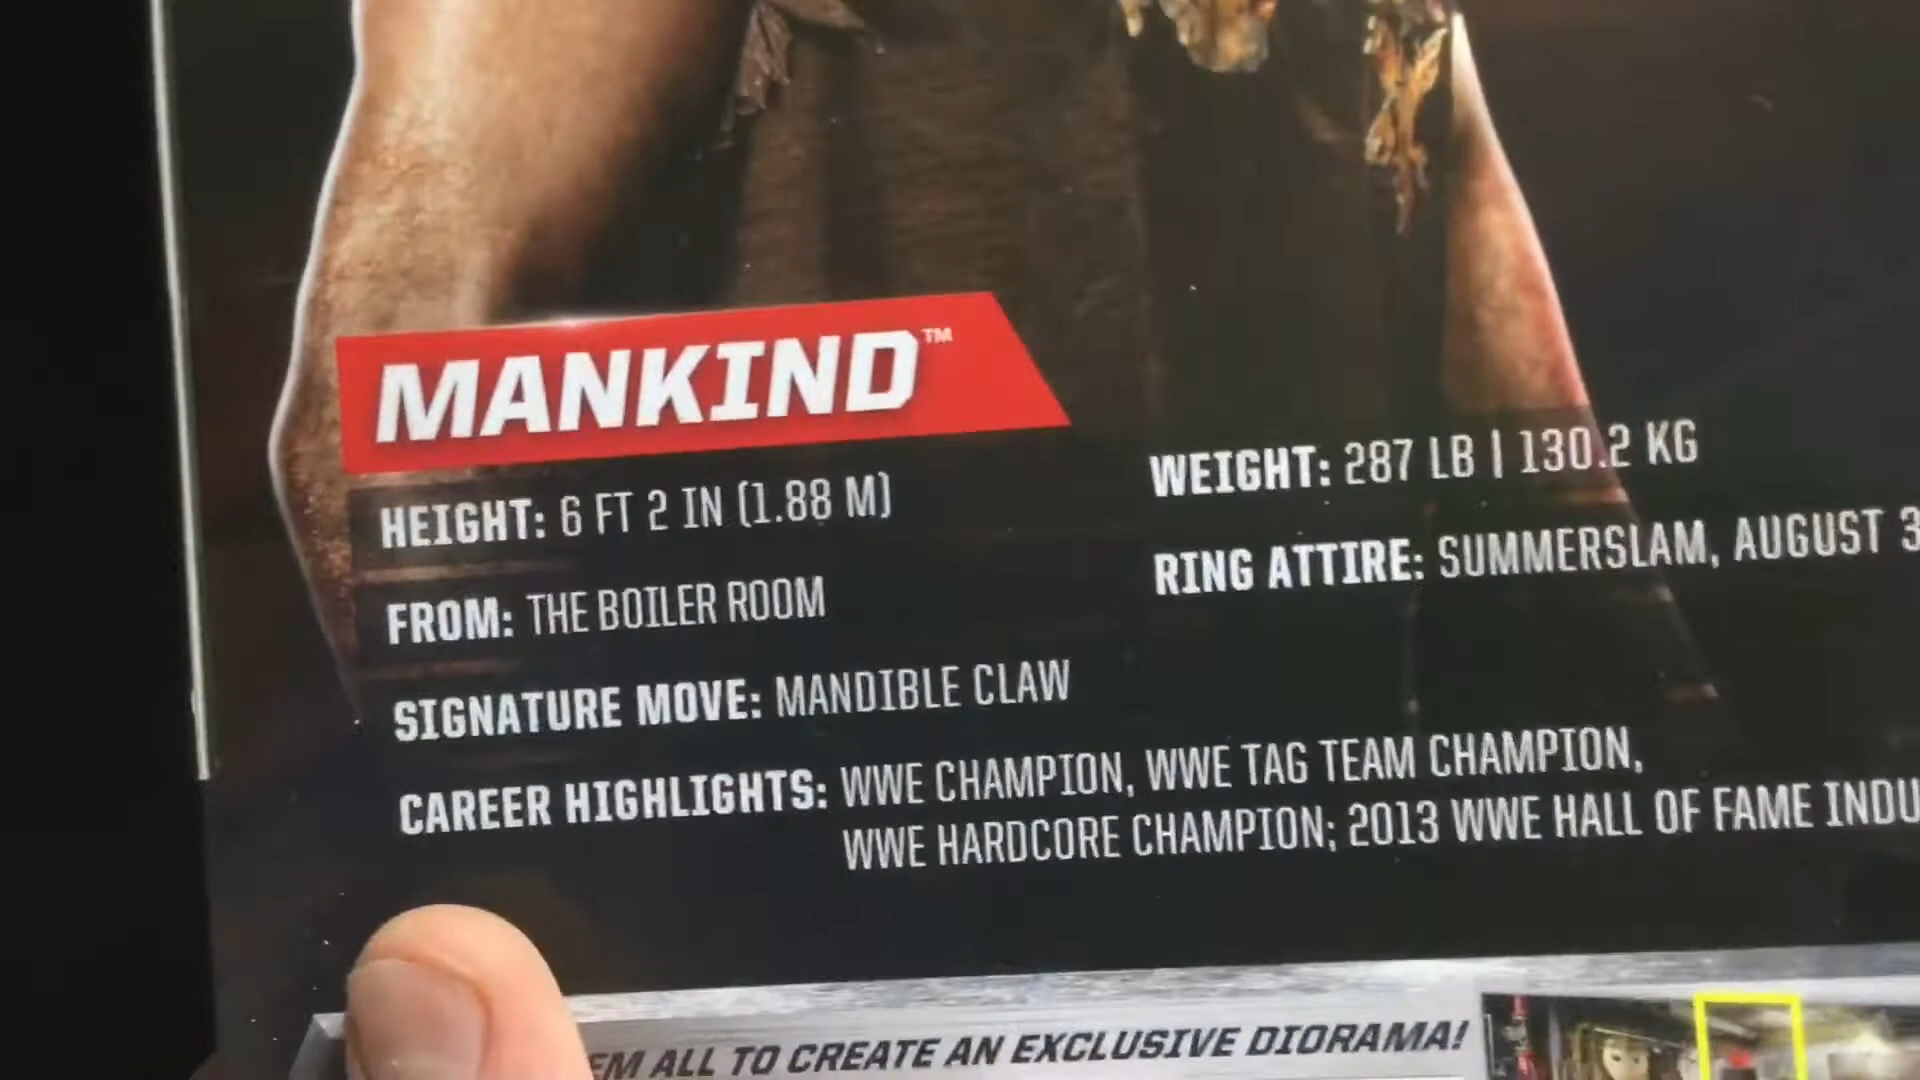 MANKIND™
HEIGHT: 6 FT 2 IN (1.88 M)
WEIGHT: 287 LB | 130.2 KG
FROM: THE BOILER ROOM
RING ATTIRE: SUMMERSLAM, AUGUST 3
SIGNATURE MOVE: MANDIBLE CLAW
CAREER HIGHLIGHTS: WWE CHAMPION, WWE TAG TEAM CHAMPION,
WWE HARDCORE CHAMPION; 2013 WWE HALL OF FAME INDU
EM ALL TO CREATE AN EXCLUSIVE DIORAMA!